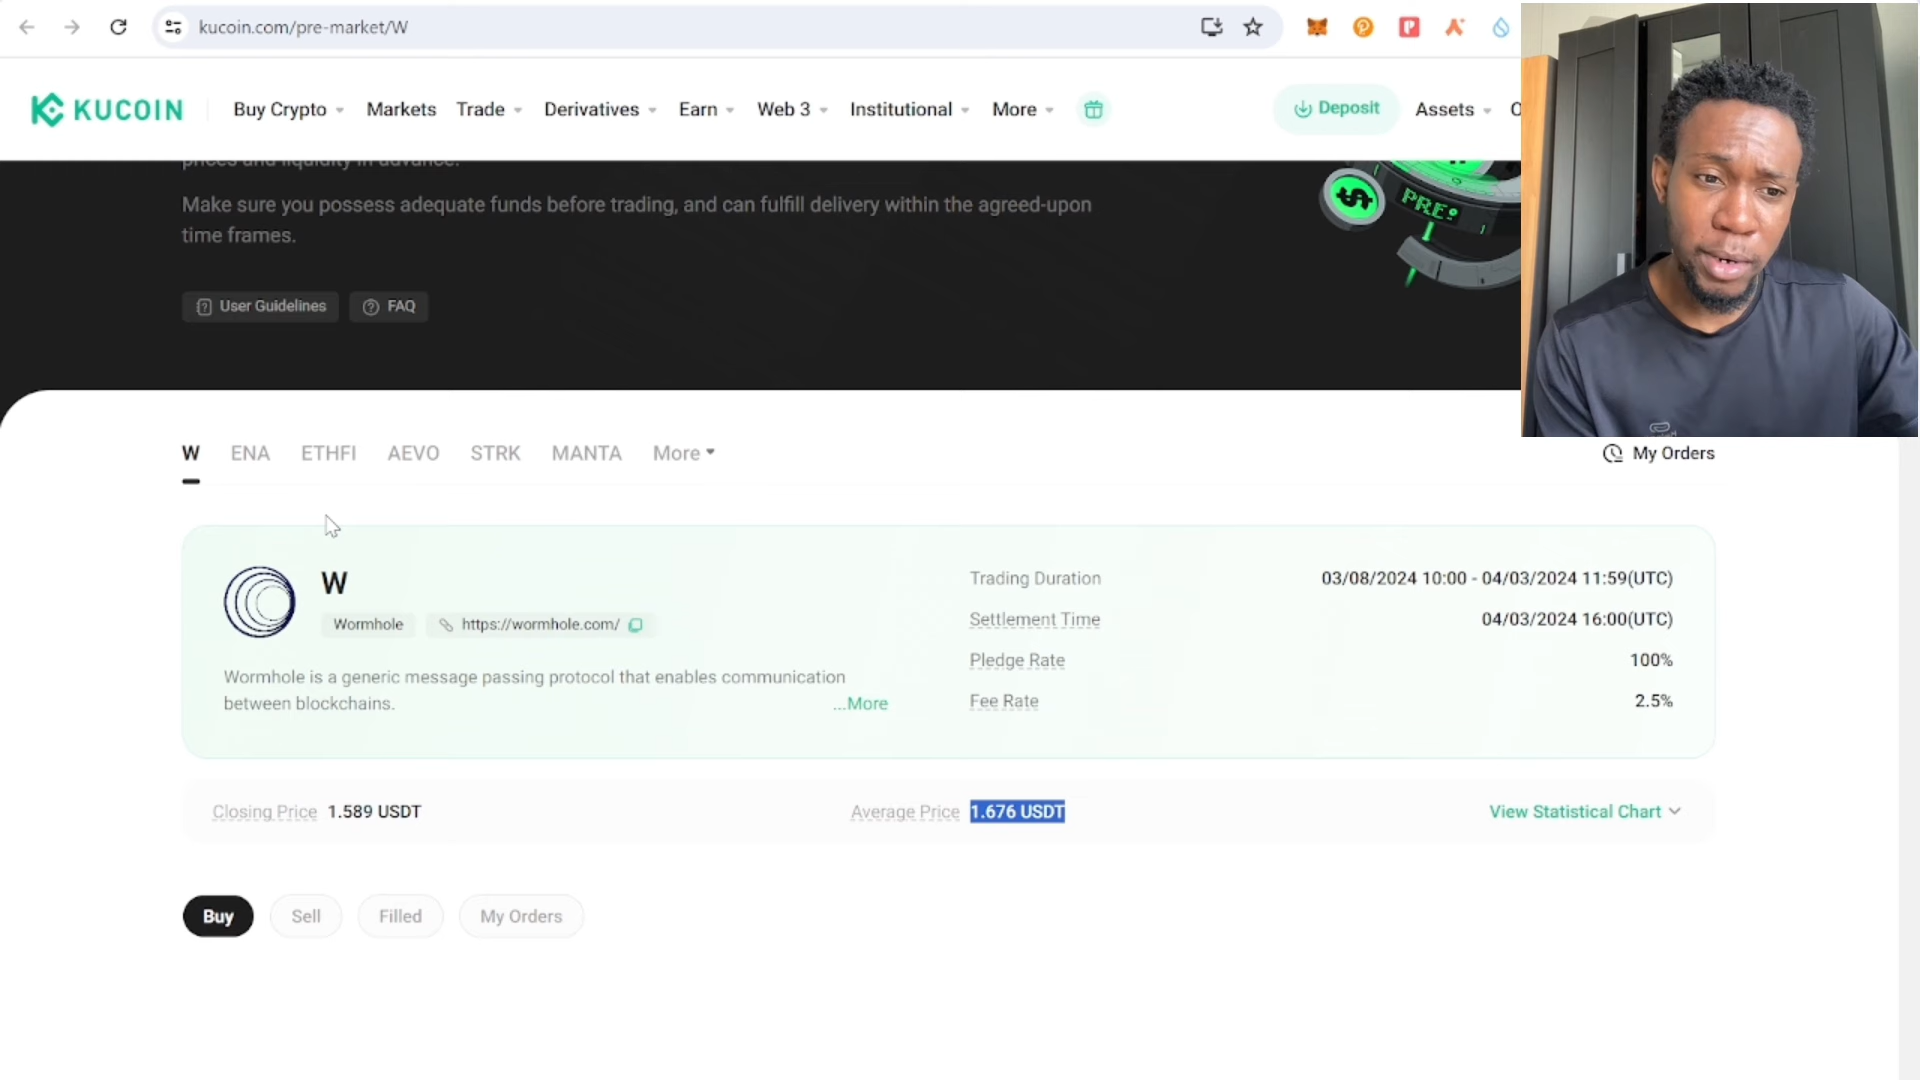 kucoin.com/pre-market/W
KUCOIN
Buy Crypto
Markets
Trade
Derivatives
Earn
Web 3
Institutional
More
Deposit
Assets
prices and liquidity in advance.
Make sure you possess adequate funds before trading, and can fulfill delivery within the agreed-upon
time frames.
PRE
User Guidelines
FAQ
W
ENA
ETHFI
AEVO
STRK
MANTA
More
My Orders
W
Wormhole
https://wormhole.com/
Wormhole is a generic message passing protocol that enables communication
between blockchains.
...More
Trading Duration 03/08/2024 10:00 - 04/03/2024 11:59(UTC)
Settlement Time 04/03/2024 16:00(UTC)
Pledge Rate 100%
Fee Rate 2.5%
Closing Price 1.589 USDT
Average Price 1.676 USDT
View Statistical Chart
Buy
Sell
Filled
My Orders